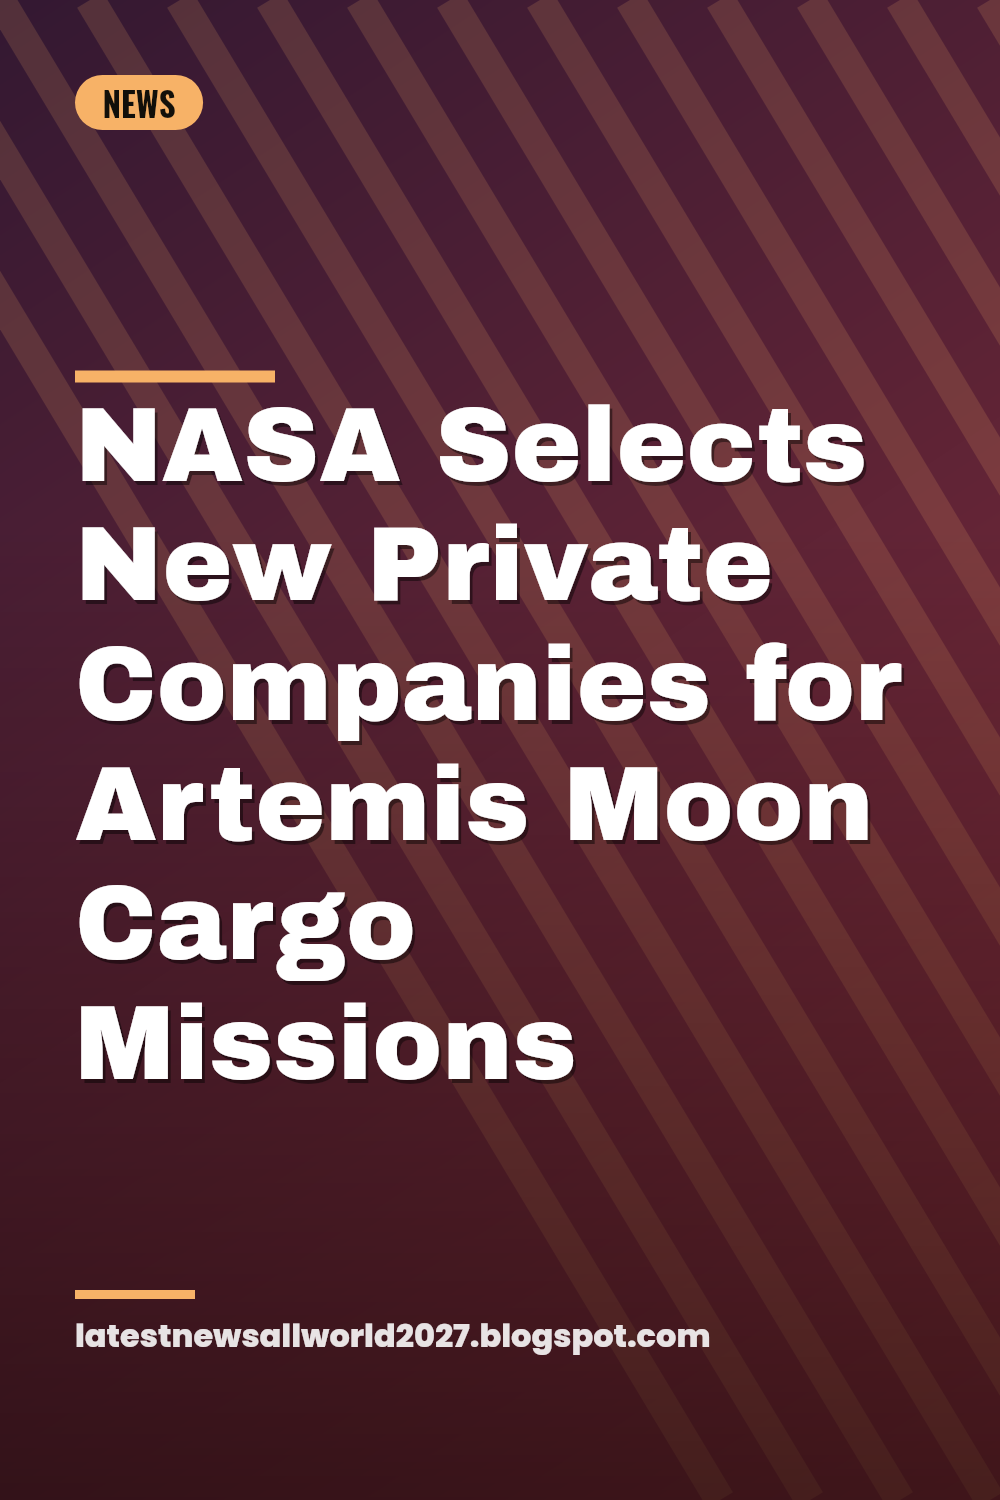 NEWS
NASA Selects
New Private
Companies for
Artemis Moon
Cargo
Missions
latestnewsallworld2027.blogspot.com